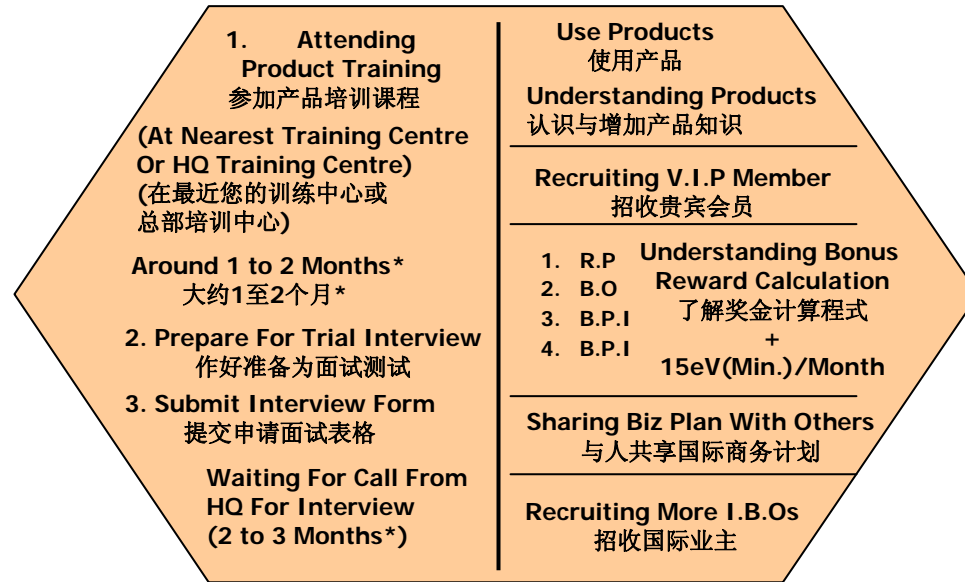 1. Attending
Product Training
参加产品培训课程
(At Nearest Training Centre
Or HQ Training Centre)
(在最近您的训练中心或
总部培训中心)
Around 1 to 2 Months*
大约1至2个月*
2. Prepare For Trial Interview
作好准备为面试测试
3. Submit Interview Form
提交申请面试表格
Waiting For Call From
HQ For Interview
(2 to 3 Months*)
Use Products
使用产品
Understanding Products
认识与增加产品知识
Recruiting V.I.P Member
招收贵宾会员
1. R.P
2. B.O
3. B.P.I
4. B.P.I
Understanding Bonus
Reward Calculation
了解奖金计算程式
+
15eV(Min.)/Month
Sharing Biz Plan With Others
与人共享国际商务计划
Recruiting More I.B.Os
招收国际业主